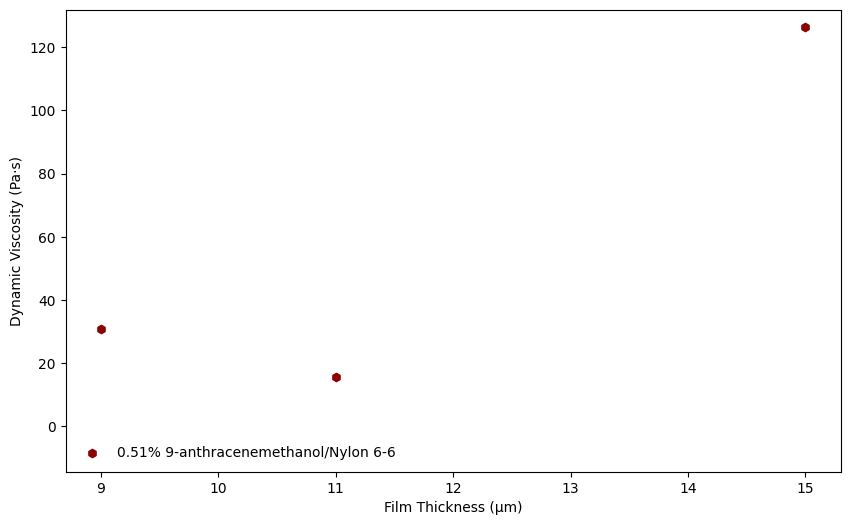 120
100
80
60
40
20
0
Dynamic Viscosity (Pa·s)
0.51% 9-anthracenemethanol/Nylon 6-6
9 10 11 12 13 14 15
Film Thickness (μm)